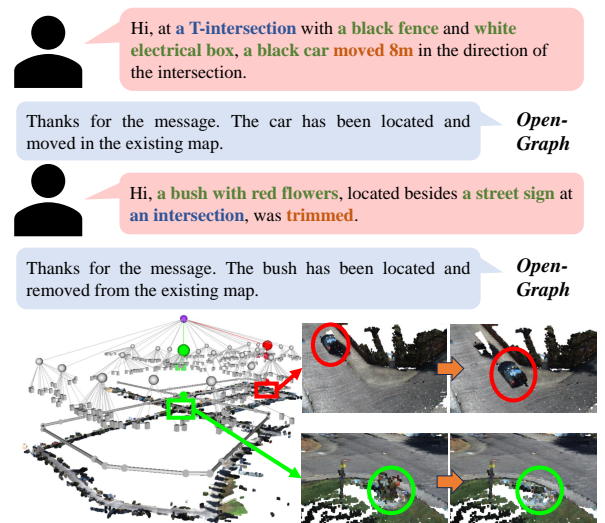 Hi, at a T-intersection with a black fence and white
electrical box, a black car moved 8m in the direction of
the intersection.
Thanks for the message. The car has been located and
moved in the existing map.
Open-
Graph
Hi, a bush with red flowers, located besides a street sign at
an intersection, was trimmed.
Thanks for the message. The bush has been located and
removed from the existing map.
Open-
Graph